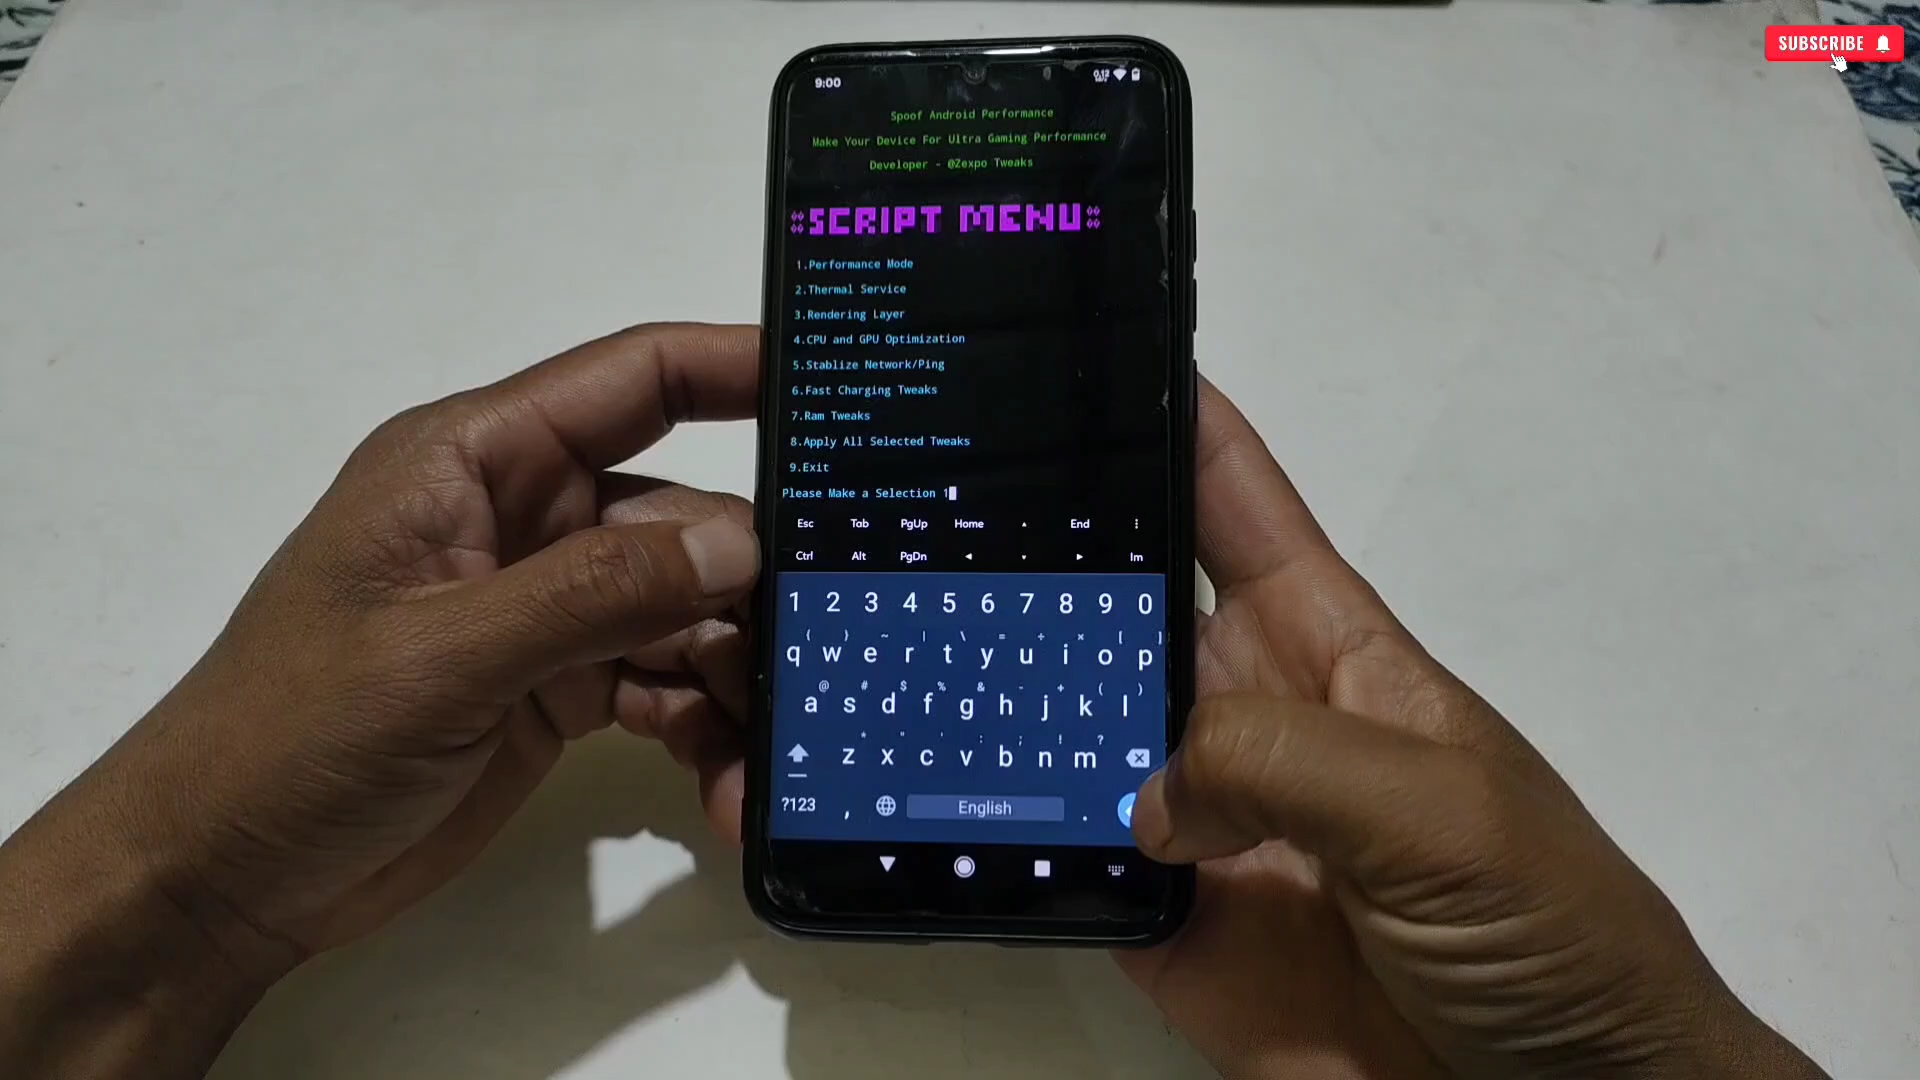 SUBSCRIBE
9:00
Spoof Android Performance
Make Your Device For Ultra Gaming Performance
Developer - @Zexpo Tweaks
SCRIPT MENU
1.Performance Mode
2.Thermal Service
3.Rendering Layer
4.CPU and GPU Optimization
5.Stablize Network/Ping
6.Fast Charging Tweaks
7.Ram Tweaks
8.Apply All Selected Tweaks
9.Exit
Please Make a Selection 1
Esc Tab PgUp Home ▲ End ⋮
Ctrl Alt PgDn ◄ ▼ ► Im
1 2 3 4 5 6 7 8 9 0
{ } ~ | \ = ÷ × [ ]
q w e r t y u i o p
@ # $ % & - + ( )
a s d f g h j k l
* " ' : ; ! ?
z x c v b n m
?123 , English .